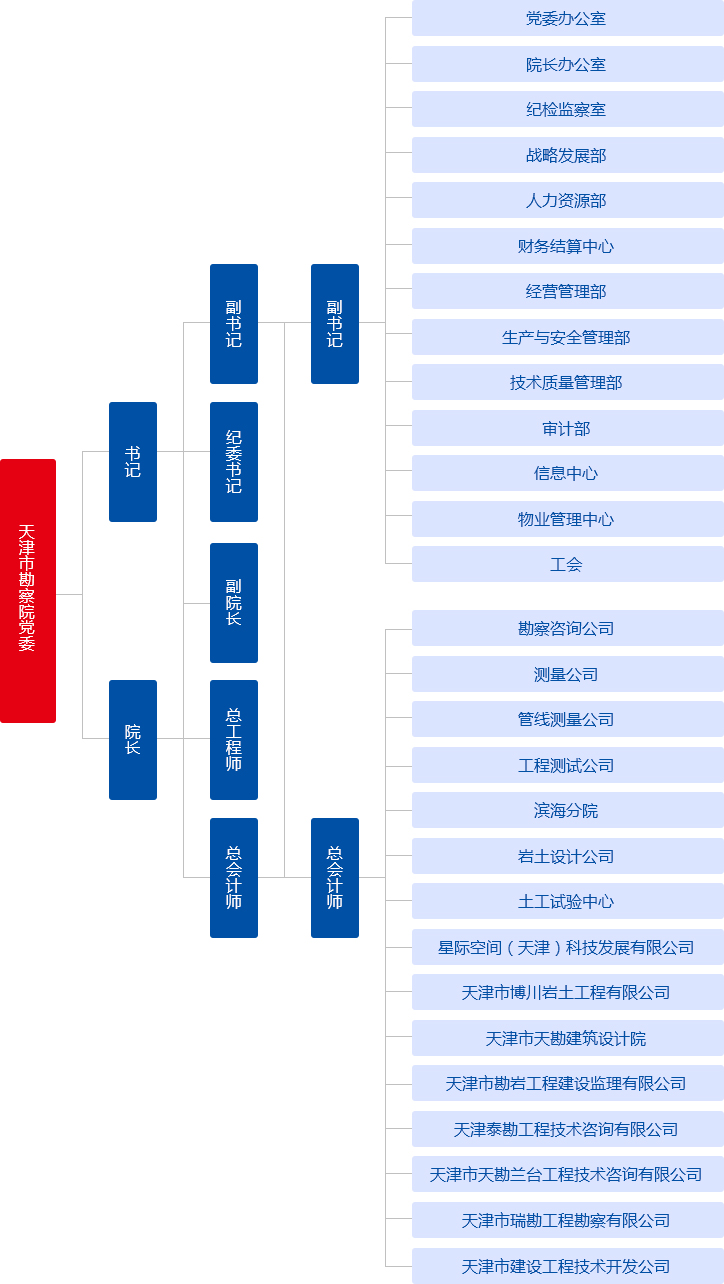 天津市勘察院党委
书记
院长
副书记
纪委书记
副院长
总工程师
总会计师
副书记
总会计师
党委办公室
院长办公室
纪检监察室
战略发展部
人力资源部
财务结算中心
经营管理部
生产与安全管理部
技术质量管理部
审计部
信息中心
物业管理中心
工会
勘察咨询公司
测量公司
管线测量公司
工程测试公司
滨海分院
岩土设计公司
土工试验中心
星际空间（天津）科技发展有限公司
天津市博川岩土工程有限公司
天津市天勘建筑设计院
天津市勘岩工程建设监理有限公司
天津泰勘工程技术咨询有限公司
天津市天勘兰台工程技术咨询有限公司
天津市瑞勘工程勘察有限公司
天津市建设工程技术开发公司